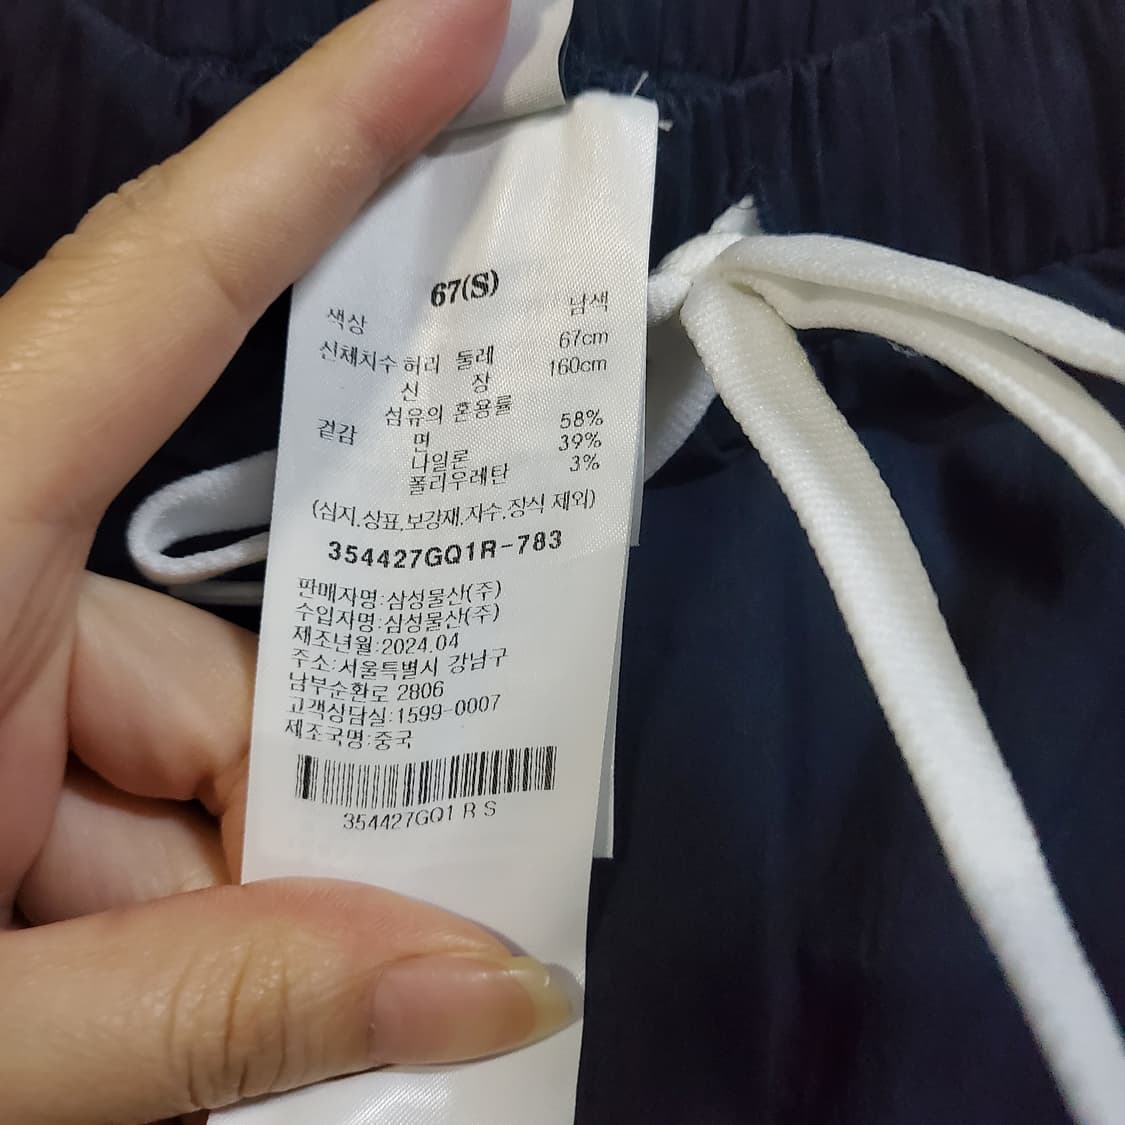 67(S)
색상 남색
신체치수 허리 둘레 67cm
신 장 160cm
섬유의 혼용률
겉감 면 58%
나일론 39%
폴리우레탄 3%
(심지.상표.보강재.자수.장식 제외)
354427GQ1R-783
판매자명:삼성물산(주)
수입자명:삼성물산(주)
제조년월:2024.04
주소:서울특별시 강남구
남부순환로 2806
고객상담실:1599-0007
제조국명:중국
354427GQ1 R S